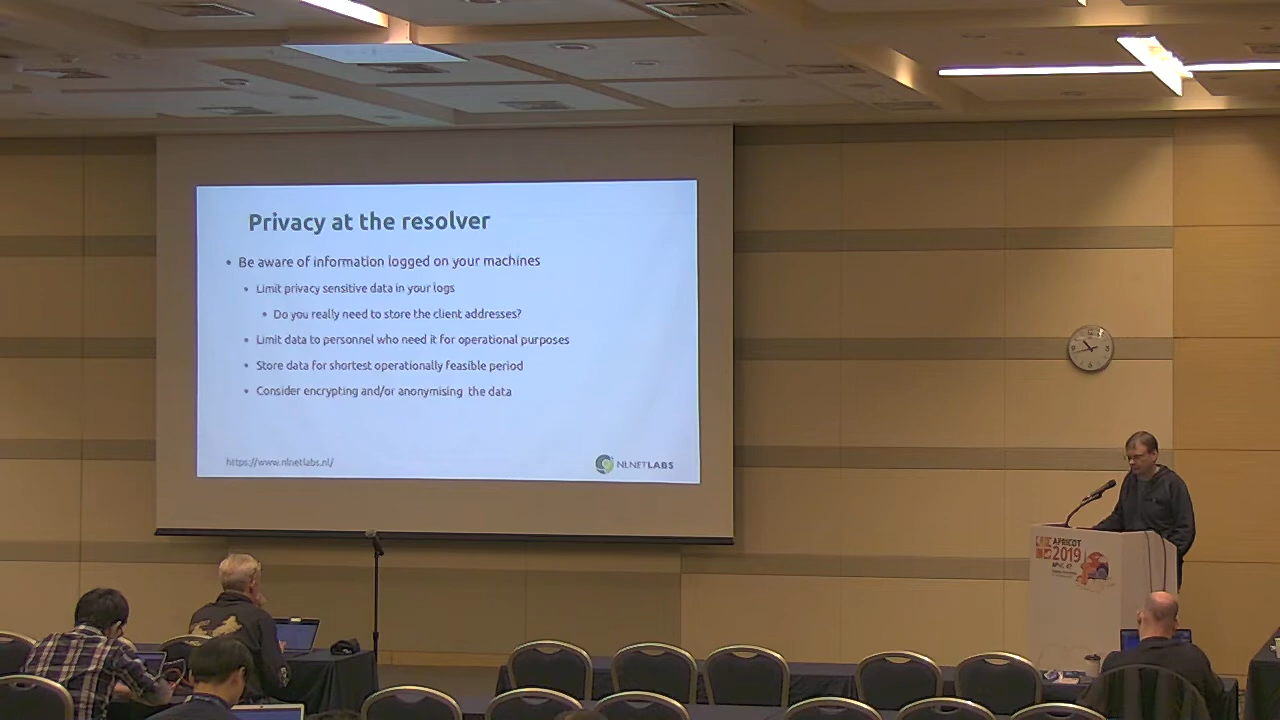 Privacy at the resolver
• Be aware of information logged on your machines
• Limit privacy sensitive data in your logs
• Do you really need to store the client addresses?
• Limit data to personnel who need it for operational purposes
• Store data for shortest operationally feasible period
• Consider encrypting and/or anonymising the data
https://www.nlnetlabs.nl/
NLNETLABS
APRICOT
2019
APNIC 47